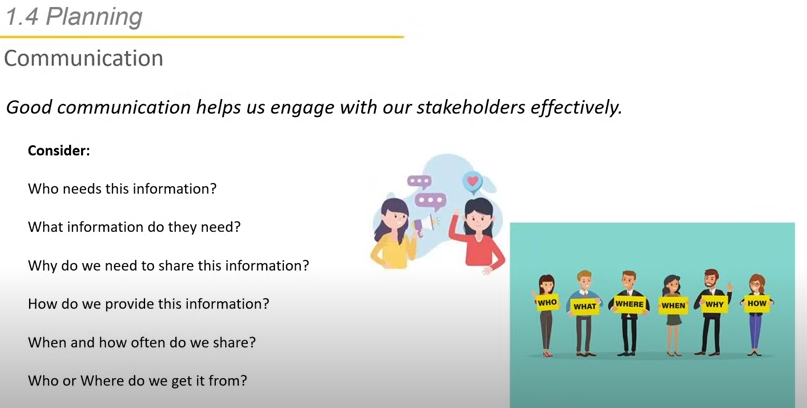 1.4 Planning
Communication
Good communication helps us engage with our stakeholders effectively.
Consider:
Who needs this information?
What information do they need?
Why do we need to share this information?
How do we provide this information?
When and how often do we share?
Who or Where do we get it from?
WHO
WHAT
WHERE
WHEN
WHY
HOW